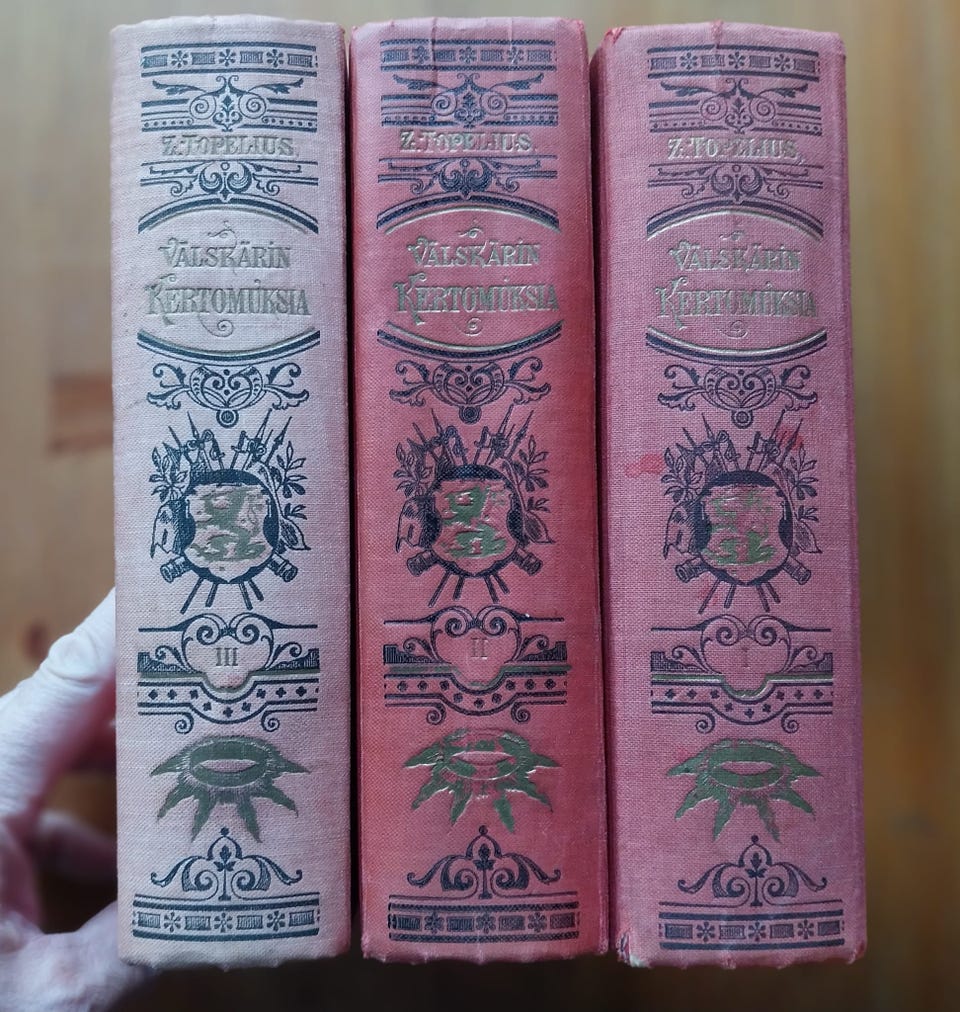 Z. TOPELIUS.
VÄLSKÄRIN
KERTOMUKSIA
III
Z. TOPELIUS.
VÄLSKÄRIN
KERTOMUKSIA
II
Z. TOPELIUS.
VÄLSKÄRIN
KERTOMUKSIA
I